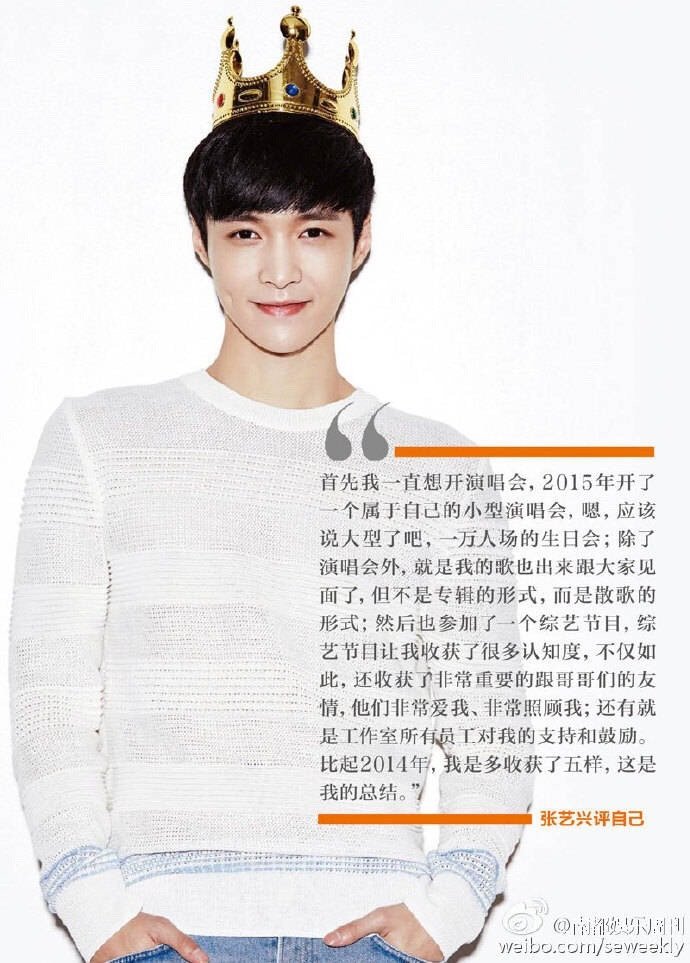 首先我一直想开演唱会，2015年开了
一个属于自己的小型演唱会，嗯，应该
说大型了吧，一万人场的生日会；除了
演唱会外，就是我的歌也出来跟大家见
面了，但不是专辑的形式，而是散歌的
形式；然后也参加了一个综艺节目，综
艺节目让我收获了很多认知度，不仅如
此，还收获了非常重要的跟哥哥们的友
情，他们非常爱我、非常照顾我；还有就
是工作室所有员工对我的支持和鼓励。
比起2014年，我是多收获了五样，这是
我的总结。”
张艺兴评自己
@南都娱乐周刊
weibo.com/seweekly